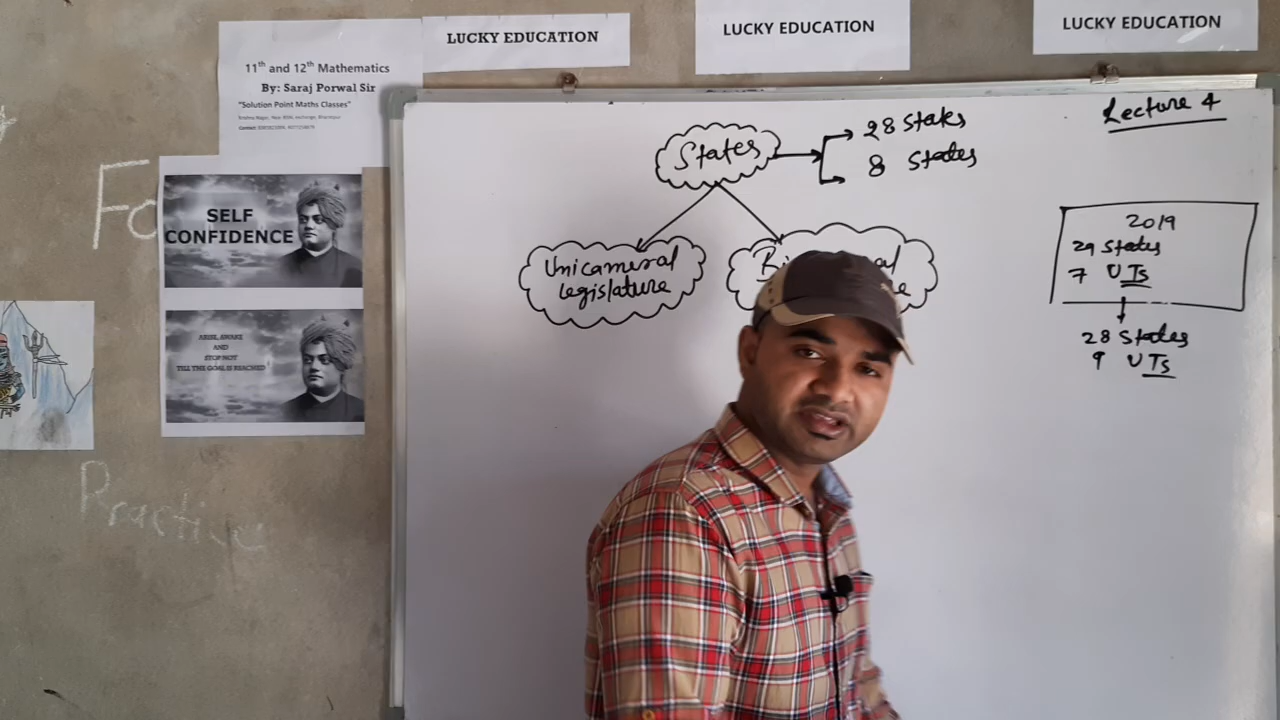 LUCKY EDUCATION
LUCKY EDUCATION
LUCKY EDUCATION
11th and 12th Mathematics
By: Saraj Porwal Sir
"Solution Point Maths Classes"
SELF
CONFIDENCE
ARISE, AWAKE
AND
STOP NOT
TILL THE GOAL IS REACHED
Practice
Lecture 4
States
28 States
8 States
Unicameral
legislature
2019
29 States
7 UTs
28 States
9 UTs